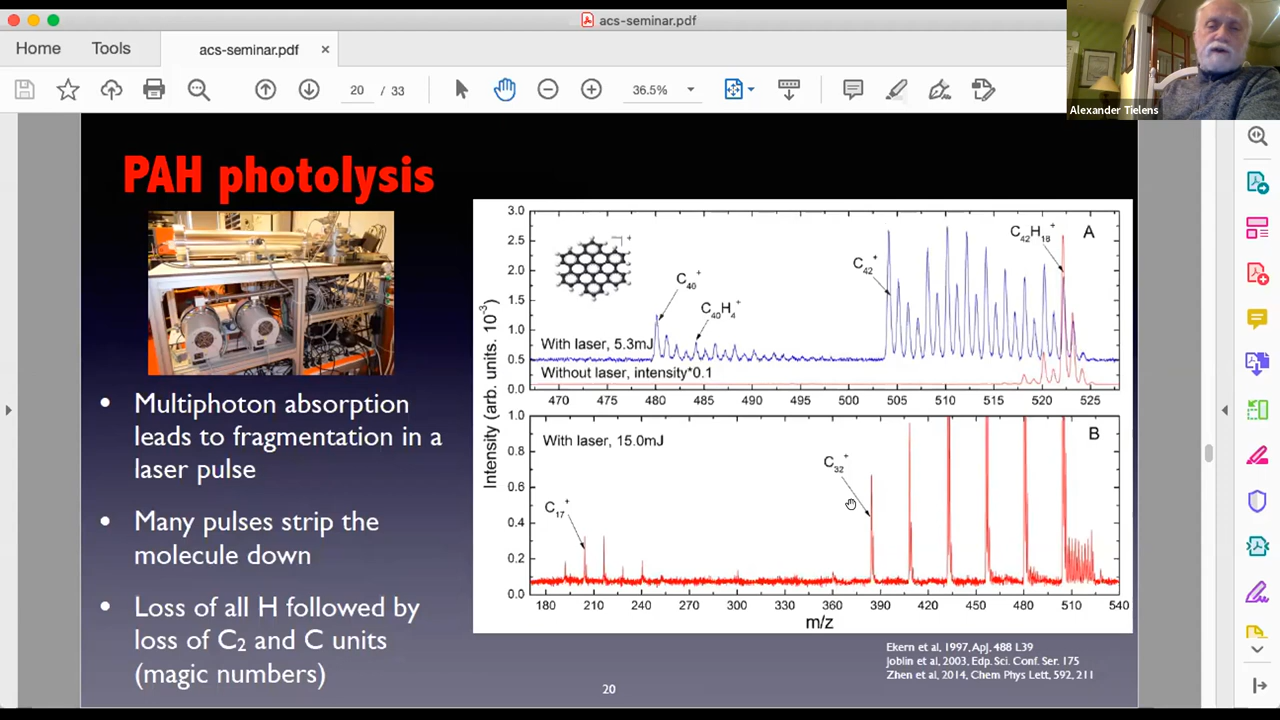 acs-seminar.pdf
Home
Tools
acs-seminar.pdf ×
20 / 33
36.5%
Alexander Tielens
PAH photolysis
Multiphoton absorption
leads to fragmentation in a
laser pulse
Many pulses strip the
molecule down
Loss of all H followed by
loss of C2 and C units
(magic numbers)
Intensity (arb. units. 10-3)
3.0
2.5
2.0
1.5
1.0
0.5
0.0
A
+
C40+
C40H4+
C42+
C42H18+
With laser, 5.3mJ
Without laser, intensity*0.1
470 475 480 485 490 495 500 505 510 515 520 525
1.0
0.8
0.6
0.4
0.2
0.0
With laser, 15.0mJ
B
C17+
C32+
180 210 240 270 300 330 360 390 420 450 480 510 540
m/z
Ekern et al, 1997, ApJ, 488 L39
Joblin et al, 2003, Edp. Sci. Conf. Ser. 175
Zhen et al, 2014, Chem Phys Lett, 592, 211
20